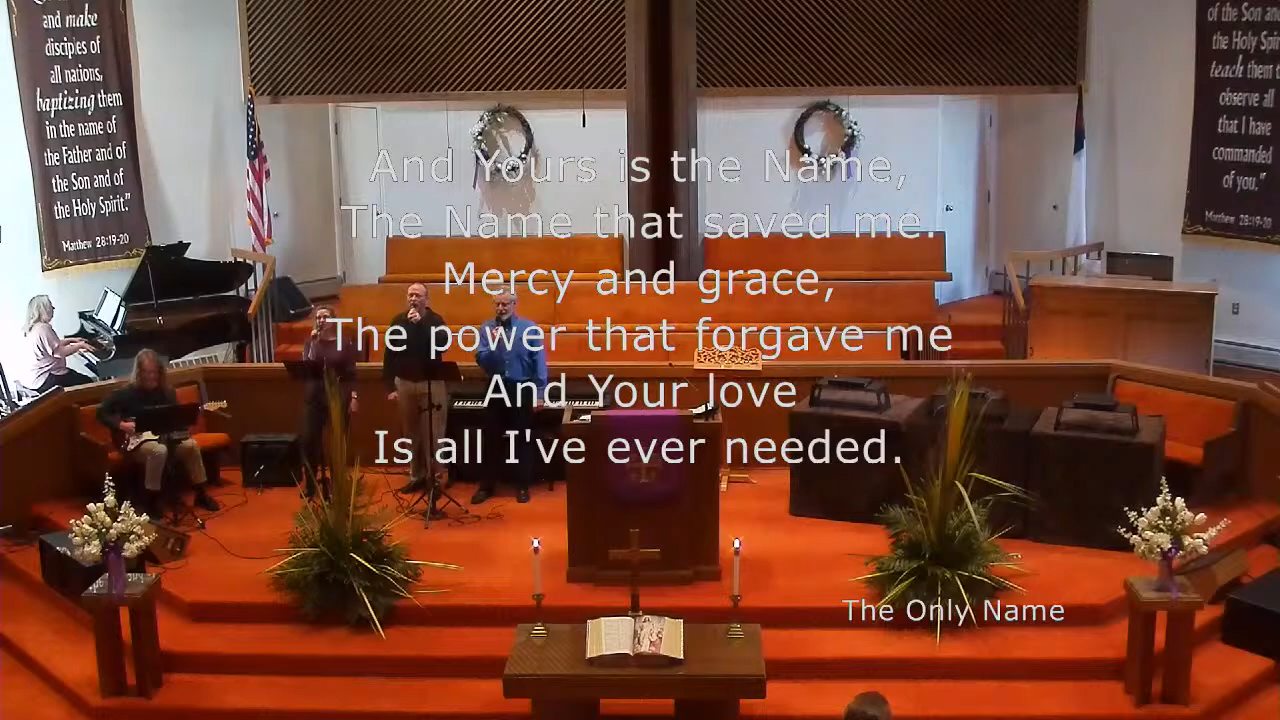 and make
disciples of
all nations,
baptizing them
in the name of
the Father and of
the Son and of
the Holy Spirit."
Matthew 28:19-20
of the Son and
the Holy Spirit
teach them t
observe all
that I have
commanded
of you."
Matthew 28:19-20
And Yours is the Name,
The Name that saved me.
Mercy and grace,
The power that forgave me
And Your love
Is all I've ever needed.
The Only Name